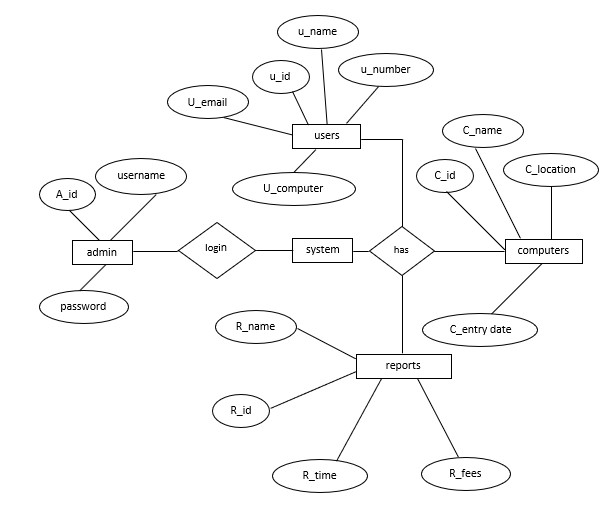 u_name
u_id
u_number
U_email
users
C_name
C_location
C_id
username
A_id
U_computer
admin
login
system
has
computers
password
R_name
C_entry date
reports
R_id
R_time
R_fees